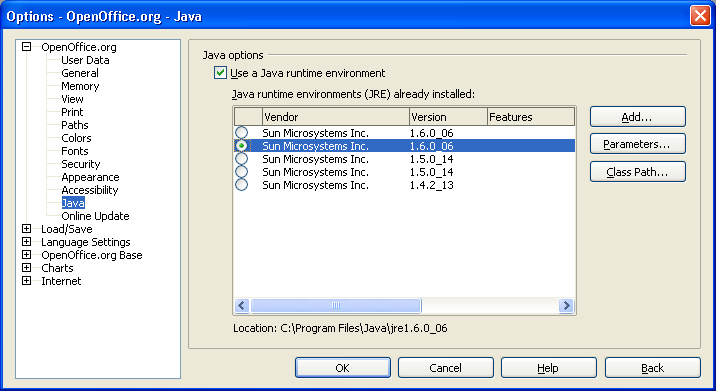 Options - OpenOffice.org - Java
OpenOffice.org
User Data
General
Memory
View
Print
Paths
Colors
Fonts
Security
Appearance
Accessibility
Java
Online Update
Load/Save
Language Settings
OpenOffice.org Base
Charts
Internet
Java options
Use a Java runtime environment
Java runtime environments (JRE) already installed:
Vendor Version Features
Sun Microsystems Inc. 1.6.0_06
Sun Microsystems Inc. 1.6.0_06
Sun Microsystems Inc. 1.5.0_14
Sun Microsystems Inc. 1.5.0_14
Sun Microsystems Inc. 1.4.2_13
Add...
Parameters...
Class Path...
Location: C:\Program Files\Java\jre1.6.0_06
OK Cancel Help Back